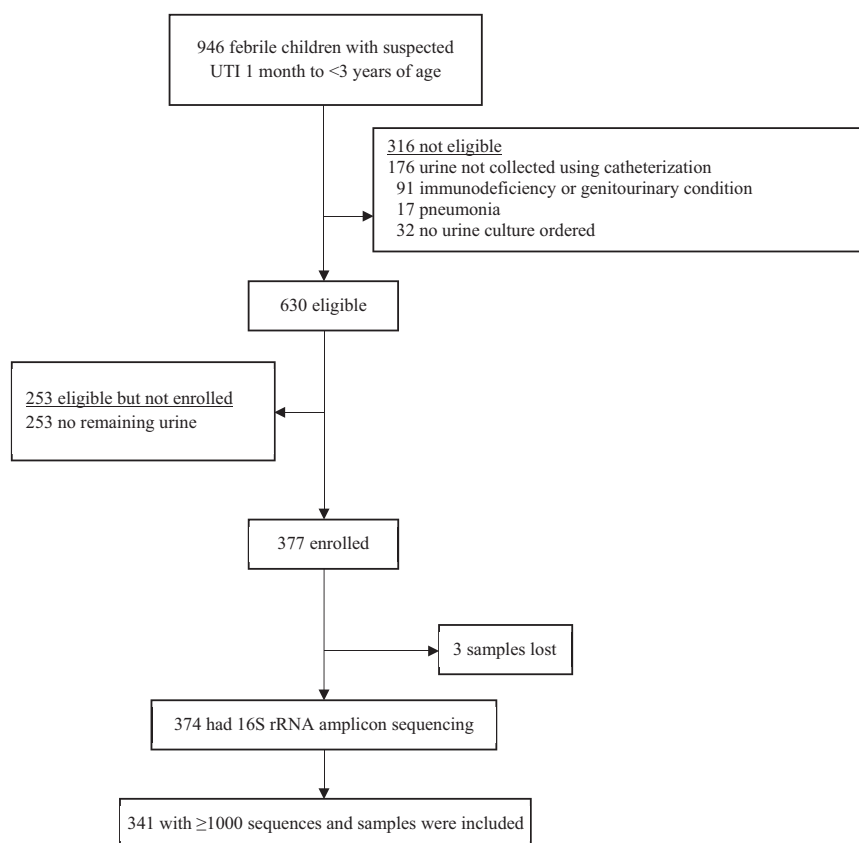 946 febrile children with suspected
UTI 1 month to <3 years of age
316 not eligible
176 urine not collected using catheterization
91 immunodeficiency or genitourinary condition
17 pneumonia
32 no urine culture ordered
630 eligible
253 eligible but not enrolled
253 no remaining urine
377 enrolled
3 samples lost
374 had 16S rRNA amplicon sequencing
341 with ≥1000 sequences and samples were included